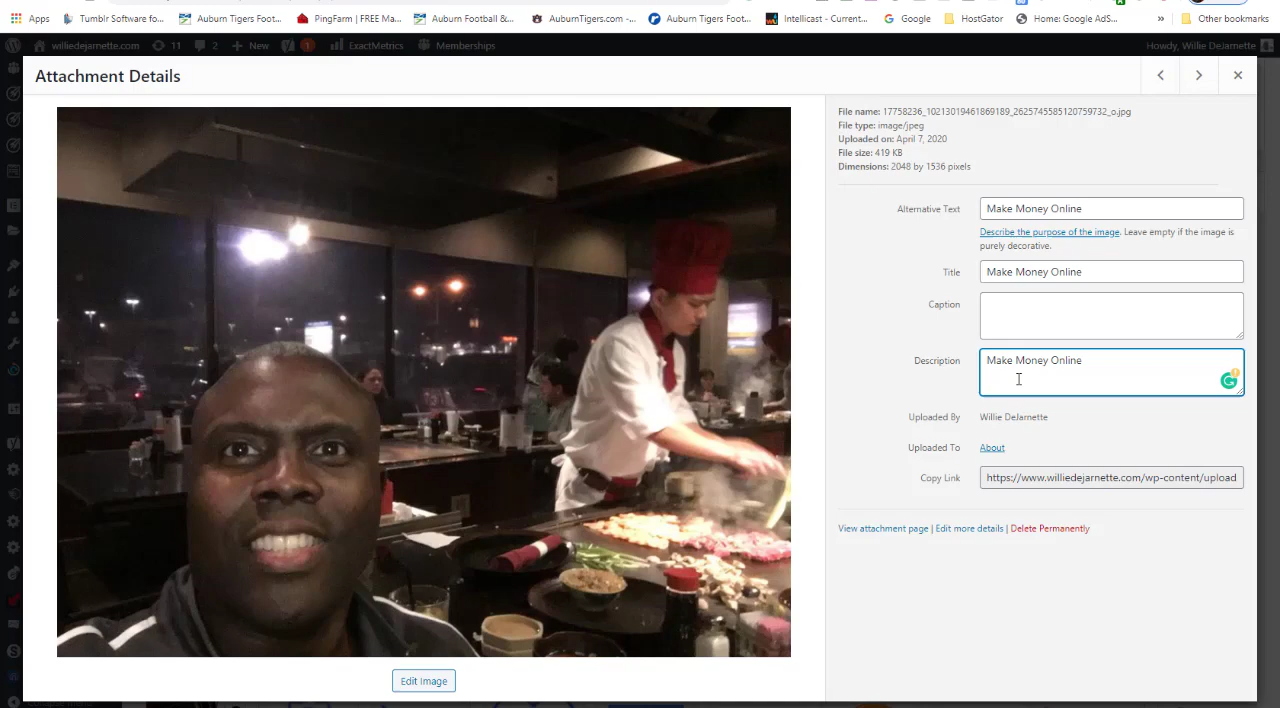 Apps Tumblr Software fo... Auburn Tigers Foot... PingFarm | FREE Ma... Auburn Football &... AuburnTigers.com -... Auburn Tigers Foot... Intellicast - Current... Google HostGator Home: Google AdS... » Other bookmarks
williedejarnette.com 11 2 + New 1 ExactMetrics Memberships Howdy, Willie DeJarnette
Attachment Details
File name: 17758236_10213019461869189_2625745585120759732_o.jpg
File type: image/jpeg
Uploaded on: April 7, 2020
File size: 419 KB
Dimensions: 2048 by 1536 pixels
Alternative Text Make Money Online
Describe the purpose of the image. Leave empty if the image is
purely decorative.
Title Make Money Online
Caption
Description Make Money Online
Uploaded By Willie DeJarnette
Uploaded To About
Copy Link https://www.williedejarnette.com/wp-content/upload
View attachment page | Edit more details | Delete Permanently
Edit Image